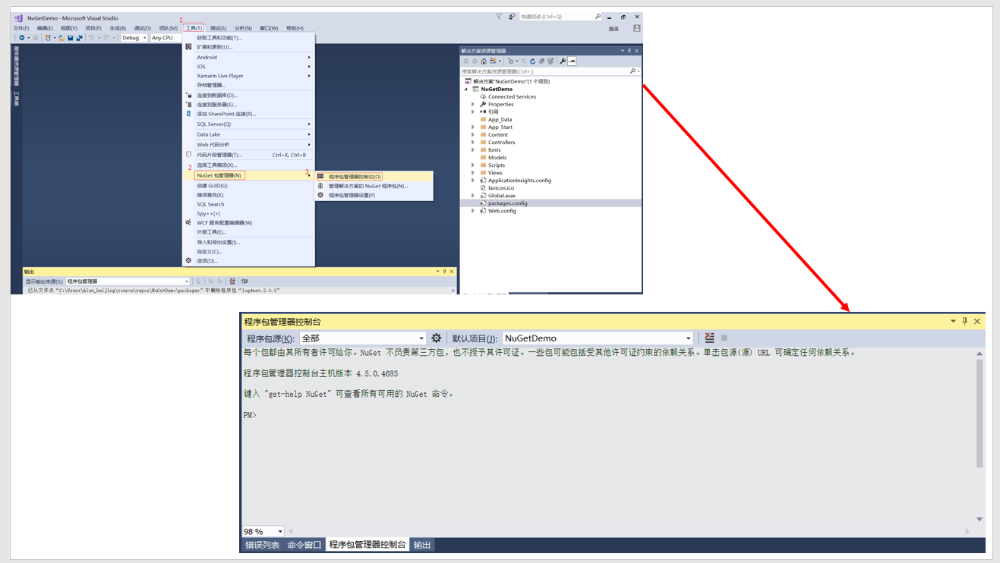 NuGetDemo - Microsoft Visual Studio
快速启动 (Ctrl+Q)
1
文件(F) 编辑(E) 视图(V) 项目(P) 生成(B) 调试(D) 团队(M) 工具(T) 测试(S) 分析(N) 窗口(W) 帮助(H)
登录
Debug Any CPU
服务器资源管理器
工具箱
获取工具和功能(T)...
扩展和更新(U)...
Android
iOS
Xamarin Live Player
存档管理器...
连接到数据库(D)...
连接到服务器(S)...
添加 SharePoint 连接(R)...
SQL Server(Q)
Data Lake
Web 代码分析
代码片段管理器(T)... Ctrl+K, Ctrl+B
选择工具箱项(X)...
2
NuGet 包管理器(N)
3
创建 GUID(G)
错误查找(K)
SQL Search
Spy++(+)
WCF 服务配置编辑器(W)
外部工具(E)...
导入和导出设置(I)...
自定义(C)...
选项(O)...
程序包管理器控制台(O)
管理解决方案的 NuGet 程序包(N)...
程序包管理器设置(P)
解决方案资源管理器
搜索解决方案资源管理器(Ctrl+;)
解决方案"NuGetDemo"(1 个项目)
NuGetDemo
Connected Services
Properties
引用
App_Data
App_Start
Content
Controllers
fonts
Models
Scripts
Views
ApplicationInsights.config
favicon.ico
Global.asax
packages.config
Web.config
输出
显示输出来源(S): 程序包管理器
已从文件夹“C:\Users\Alan_beijing\source\repos\NuGetDemo\packages”中删除程序包“log4net.2.0.3”
程序包管理器控制台
程序包源(K): 全部 默认项目(J): NuGetDemo
每个包都由其所有者许可给你。NuGet 不负责第三方包，也不授予其许可证。一些包可能包括受其他许可证约束的依赖关系。单击包源(源) URL 可确定任何依赖关系。
程序包管理器控制台主机版本 4.5.0.4685
键入 "get-help NuGet" 可查看所有可用的 NuGet 命令。
PM>
98 %
错误列表 命令窗口 程序包管理器控制台 输出